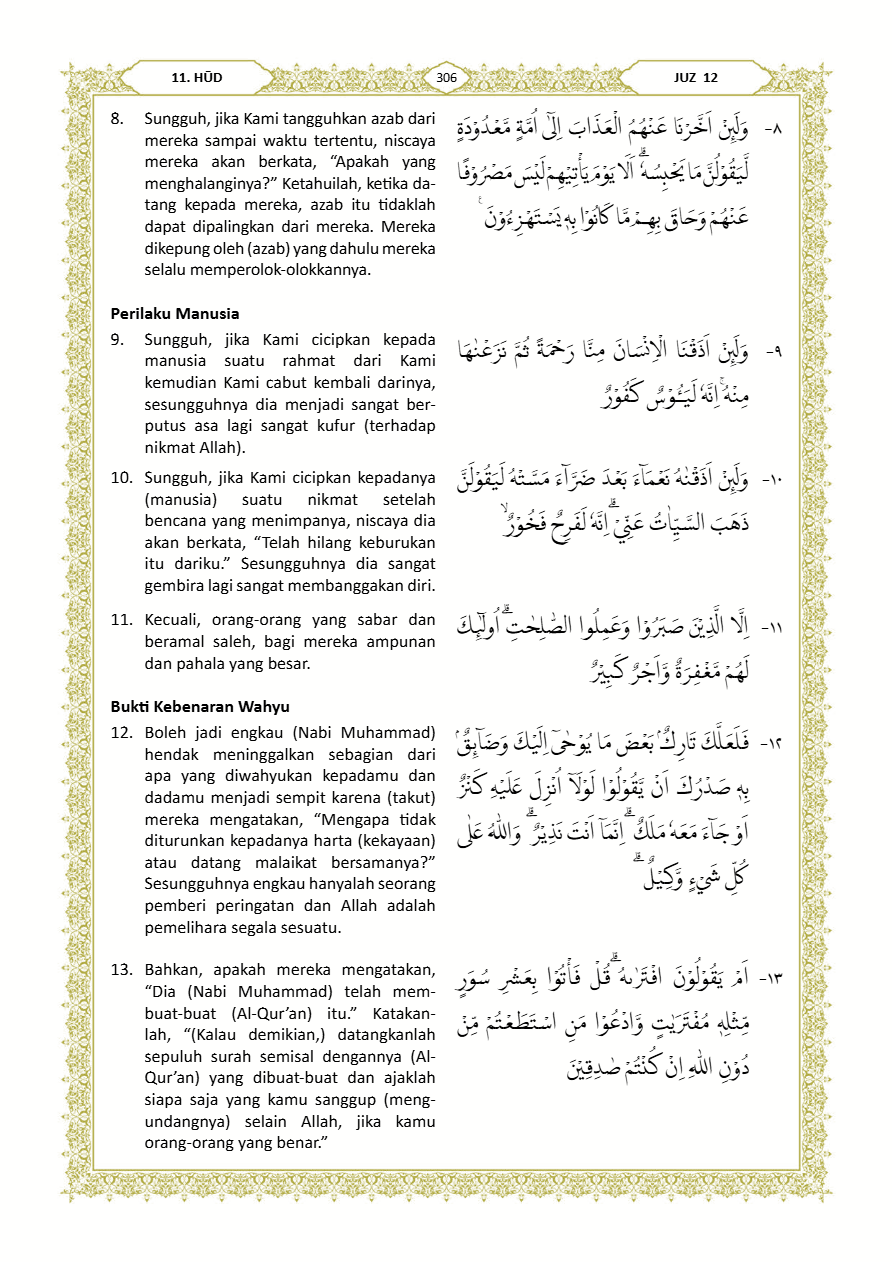 11. HŪD
306
JUZ 12
8. Sungguh, jika Kami tangguhkan azab dari
mereka sampai waktu tertentu, niscaya
mereka akan berkata, “Apakah yang
menghalanginya?” Ketahuilah, ketika da-
tang kepada mereka, azab itu tidaklah
dapat dipalingkan dari mereka. Mereka
dikepung oleh (azab) yang dahulu mereka
selalu memperolok-olokkannya.
٨- وَلَىِٕنْ اَخَّرْنَا عَنْهُمُ الْعَذَابَ اِلٰٓى اُمَّةٍ مَّعْدُوْدَةٍ
لَّيَقُوْلُنَّ مَا يَحْبِسُهٗ ۗ اَلَا يَوْمَ يَأْتِيْهِمْ لَيْسَ مَصْرُوْفًا
عَنْهُمْ وَحَاقَ بِهِمْ مَّا كَانُوْا بِهٖ يَسْتَهْزِءُوْنَ ࣖ
Perilaku Manusia
9. Sungguh, jika Kami cicipkan kepada
manusia suatu rahmat dari Kami
kemudian Kami cabut kembali darinya,
sesungguhnya dia menjadi sangat ber-
putus asa lagi sangat kufur (terhadap
nikmat Allah).
٩- وَلَىِٕنْ اَذَقْنَا الْاِنْسَانَ مِنَّا رَحْمَةً ثُمَّ نَزَعْنٰهَا
مِنْهُۚ اِنَّهٗ لَيَـُٔوْسٌ كَفُوْرٌ
10. Sungguh, jika Kami cicipkan kepadanya
(manusia) suatu nikmat setelah
bencana yang menimpanya, niscaya dia
akan berkata, “Telah hilang keburukan
itu dariku.” Sesungguhnya dia sangat
gembira lagi sangat membanggakan diri.
١٠- وَلَىِٕنْ اَذَقْنٰهُ نَعْمَاۤءَ بَعْدَ ضَرَّاۤءَ مَسَّتْهُ لَيَقُوْلَنَّ
ذَهَبَ السَّيِّاٰتُ عَنِّيْ ۗ اِنَّهٗ لَفَرِحٌ فَخُوْرٌۙ
11. Kecuali, orang-orang yang sabar dan
beramal saleh, bagi mereka ampunan
dan pahala yang besar.
١١- اِلَّا الَّذِيْنَ صَبَرُوْا وَعَمِلُوا الصّٰلِحٰتِۗ اُولٰۤىِٕكَ
لَهُمْ مَّغْفِرَةٌ وَّاَجْرٌ كَبِيْرٌ
Bukti Kebenaran Wahyu
12. Boleh jadi engkau (Nabi Muhammad)
hendak meninggalkan sebagian dari
apa yang diwahyukan kepadamu dan
dadamu menjadi sempit karena (takut)
mereka mengatakan, “Mengapa tidak
diturunkan kepadanya harta (kekayaan)
atau datang malaikat bersamanya?”
Sesungguhnya engkau hanyalah seorang
pemberi peringatan dan Allah adalah
pemelihara segala sesuatu.
١٢- فَلَعَلَّكَ تَارِكٌۢ بَعْضَ مَا يُوْحٰىٓ اِلَيْكَ وَضَاۤىِٕقٌۢ
بِهٖ صَدْرُكَ اَنْ يَّقُوْلُوْا لَوْلَآ اُنْزِلَ عَلَيْهِ كَنْزٌ
اَوْ جَاۤءَ مَعَهٗ مَلَكٌ ۗاِنَّمَآ اَنْتَ نَذِيْرٌ ۗ وَاللّٰهُ عَلٰى
كُلِّ شَيْءٍ وَّكِيْلٌ ۗ
13. Bahkan, apakah mereka mengatakan,
“Dia (Nabi Muhammad) telah mem-
buat-buat (Al-Qur’an) itu.” Katakan-
lah, “(Kalau demikian,) datangkanlah
sepuluh surah semisal dengannya (Al-
Qur’an) yang dibuat-buat dan ajaklah
siapa saja yang kamu sanggup (meng-
undangnya) selain Allah, jika kamu
orang-orang yang benar.”
١٣- اَمْ يَقُوْلُوْنَ افْتَرٰىهُ ۗقُلْ فَأْتُوْا بِعَشْرِ سُوَرٍ
مِّثْلِهٖ مُفْتَرَيٰتٍ وَّادْعُوْا مَنِ اسْتَطَعْتُمْ مِّنْ
دُوْنِ اللّٰهِ اِنْ كُنْتُمْ صٰدِقِيْنَ